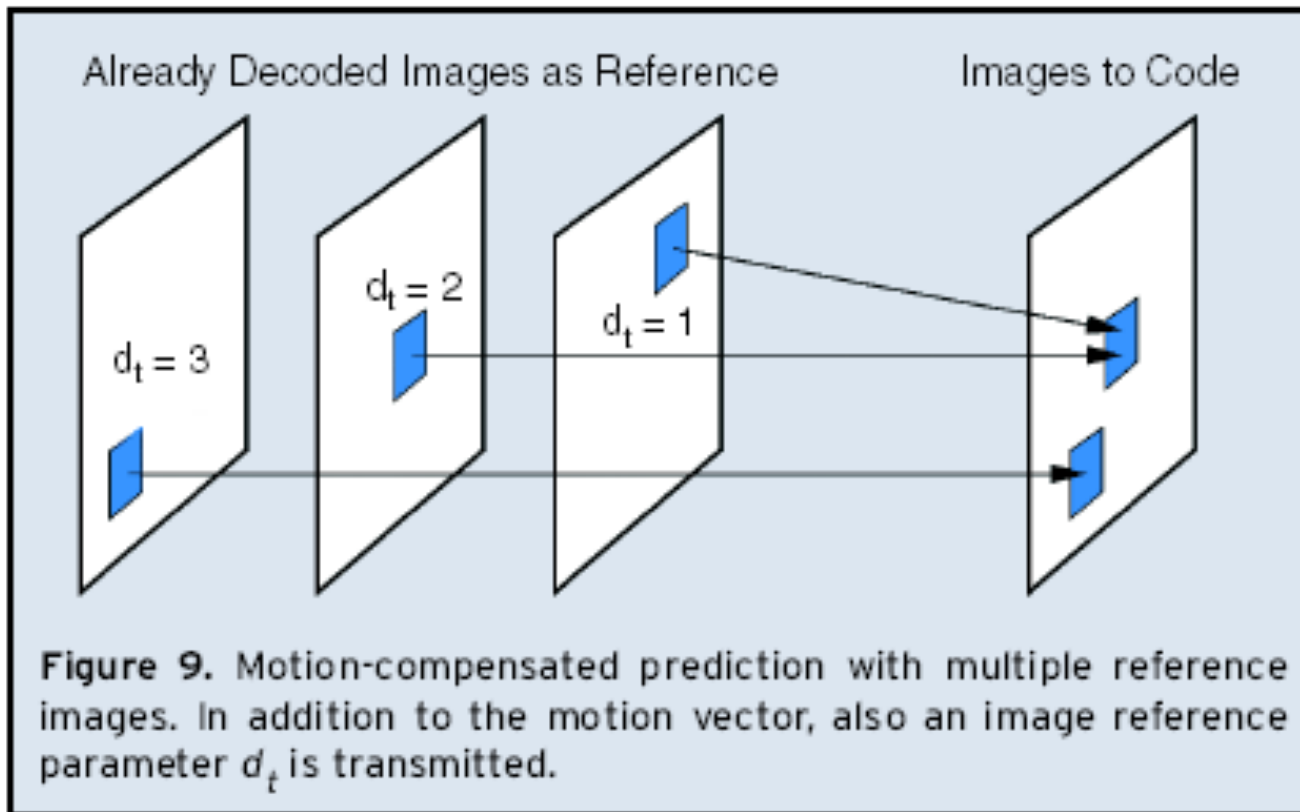 Already Decoded Images as Reference
Images to Code
d_t = 2
d_t = 1
d_t = 3
Figure 9. Motion-compensated prediction with multiple reference
images. In addition to the motion vector, also an image reference
parameter d_t is transmitted.